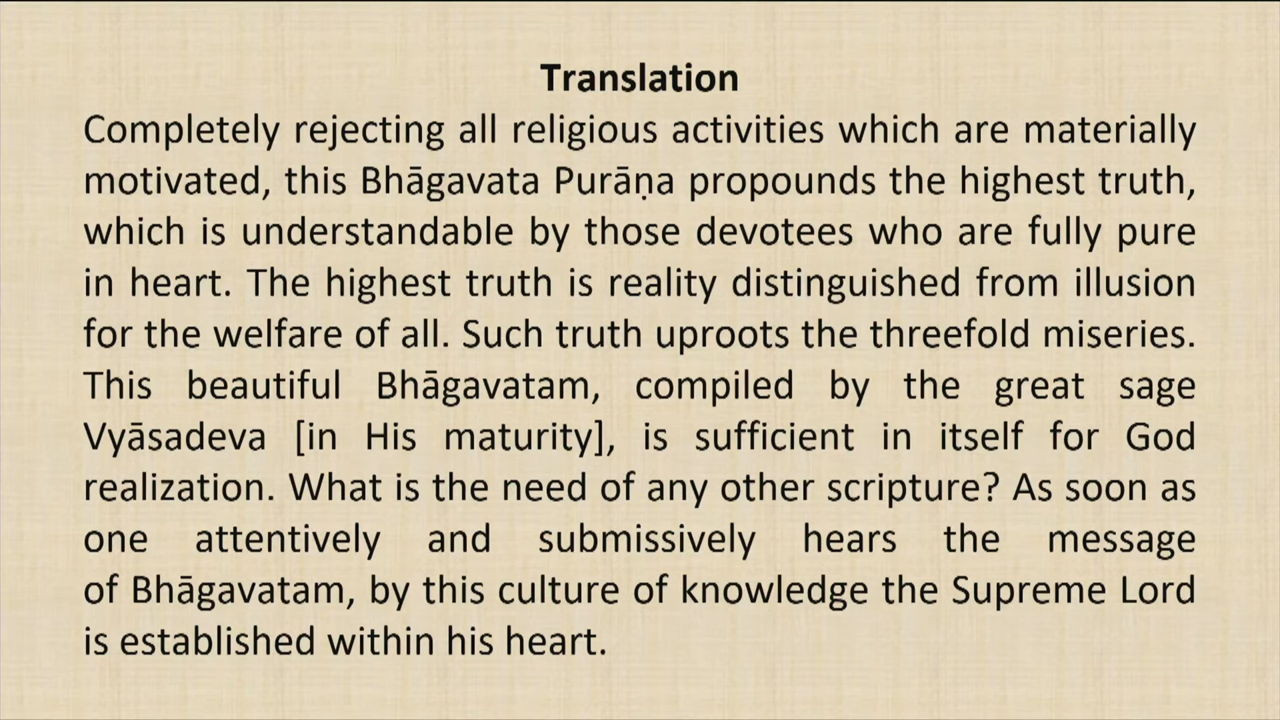 Translation
Completely rejecting all religious activities which are materially
motivated, this Bhāgavata Purāṇa propounds the highest truth,
which is understandable by those devotees who are fully pure
in heart. The highest truth is reality distinguished from illusion
for the welfare of all. Such truth uproots the threefold miseries.
This beautiful Bhāgavatam, compiled by the great sage
Vyāsadeva [in His maturity], is sufficient in itself for God
realization. What is the need of any other scripture? As soon as
one attentively and submissively hears the message
of Bhāgavatam, by this culture of knowledge the Supreme Lord
is established within his heart.